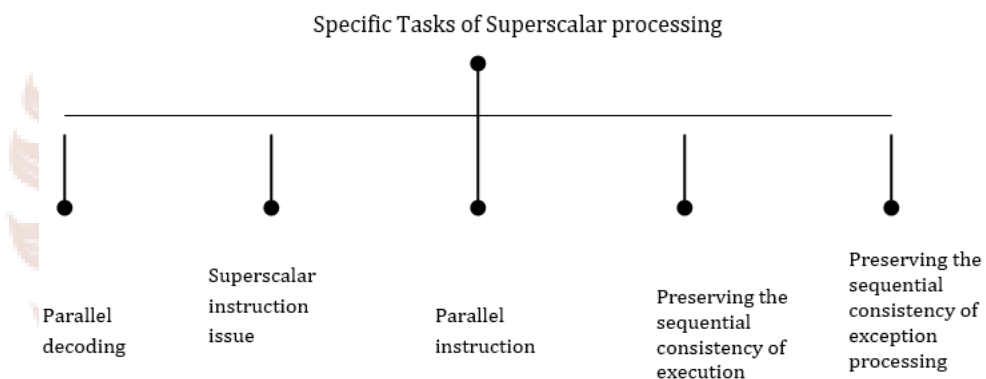 Specific Tasks of Superscalar processing
Parallel
decoding
Superscalar
instruction
issue
Parallel
instruction
Preserving the
sequential
consistency of
execution
Preserving the
sequential
consistency of
exception
processing